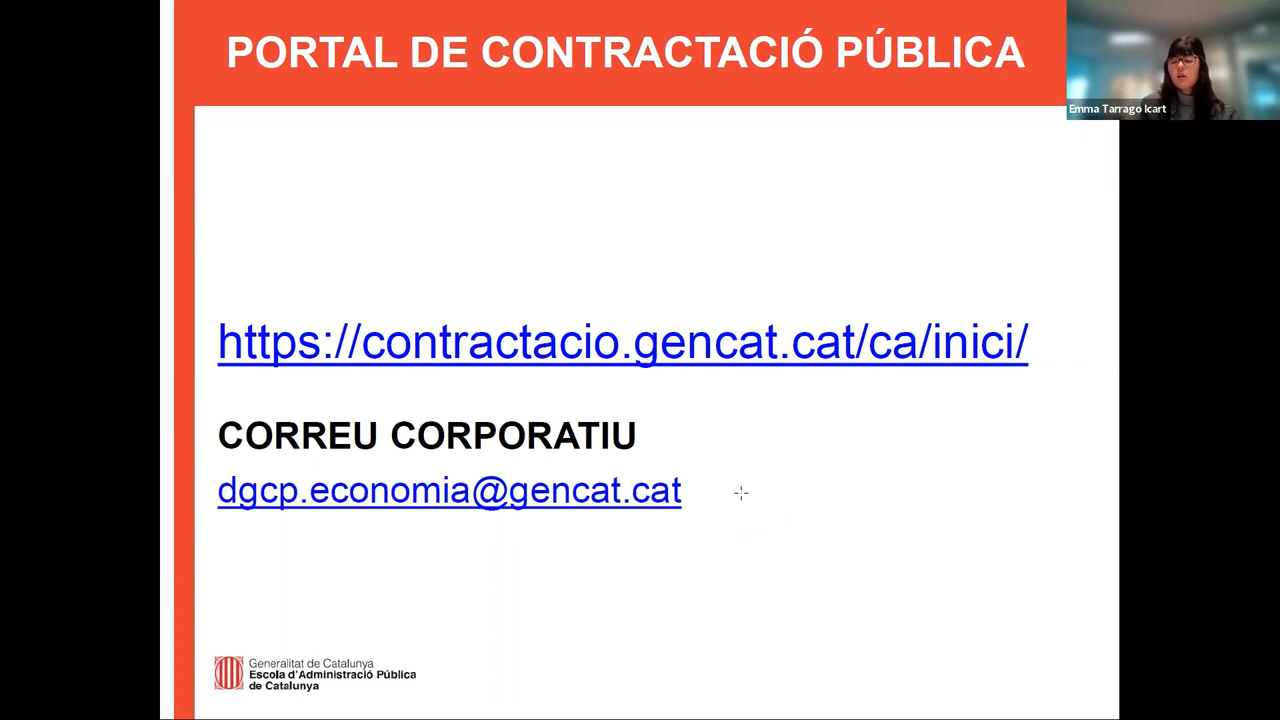 PORTAL DE CONTRACTACIÓ PÚBLICA
Emma Tarrago Icart
https://contractacio.gencat.cat/ca/inici/
CORREU CORPORATIU
dgcp.economia@gencat.cat
Generalitat de Catalunya
Escola d'Administració Pública
de Catalunya